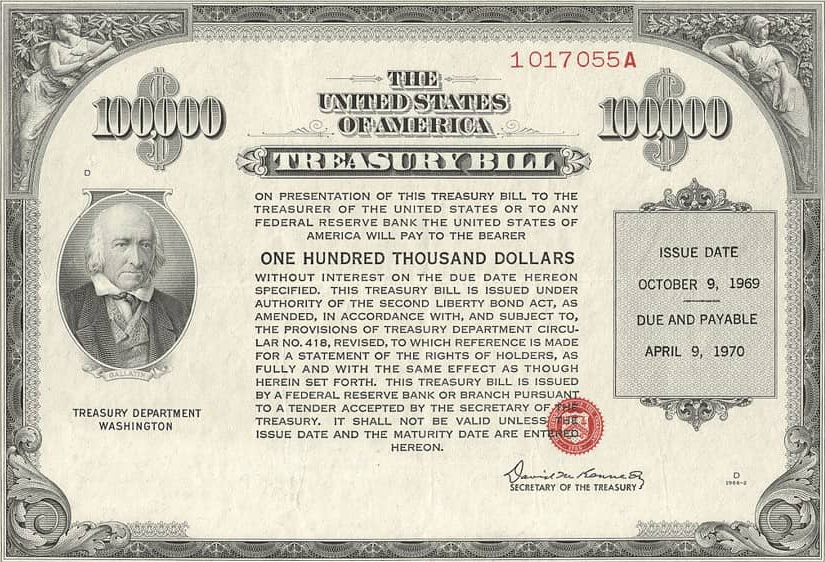 1017055A
100,000
THE
UNITED STATES
OF AMERICA
100,000
TREASURY BILL
D
ON PRESENTATION OF THIS TREASURY BILL TO THE
TREASURER OF THE UNITED STATES OR TO ANY
FEDERAL RESERVE BANK THE UNITED STATES OF
AMERICA WILL PAY TO THE BEARER
ONE HUNDRED THOUSAND DOLLARS
WITHOUT INTEREST ON THE DUE DATE HEREON
SPECIFIED. THIS TREASURY BILL IS ISSUED UNDER
AUTHORITY OF THE SECOND LIBERTY BOND ACT, AS
AMENDED, IN ACCORDANCE WITH, AND SUBJECT TO,
THE PROVISIONS OF TREASURY DEPARTMENT CIRCU-
LAR NO. 418, REVISED, TO WHICH REFERENCE IS MADE
FOR A STATEMENT OF THE RIGHTS OF HOLDERS, AS
FULLY AND WITH THE SAME EFFECT AS THOUGH
HEREIN SET FORTH. THIS TREASURY BILL IS ISSUED
BY A FEDERAL RESERVE BANK OR BRANCH PURSUANT
TO A TENDER ACCEPTED BY THE SECRETARY OF THE
TREASURY. IT SHALL NOT BE VALID UNLESS THE
ISSUE DATE AND THE MATURITY DATE ARE ENTERED
HEREON.
GALLATIN
TREASURY DEPARTMENT
WASHINGTON
ISSUE DATE
OCTOBER 9, 1969
DUE AND PAYABLE
APRIL 9, 1970
David M. Kennedy
SECRETARY OF THE TREASURY
D